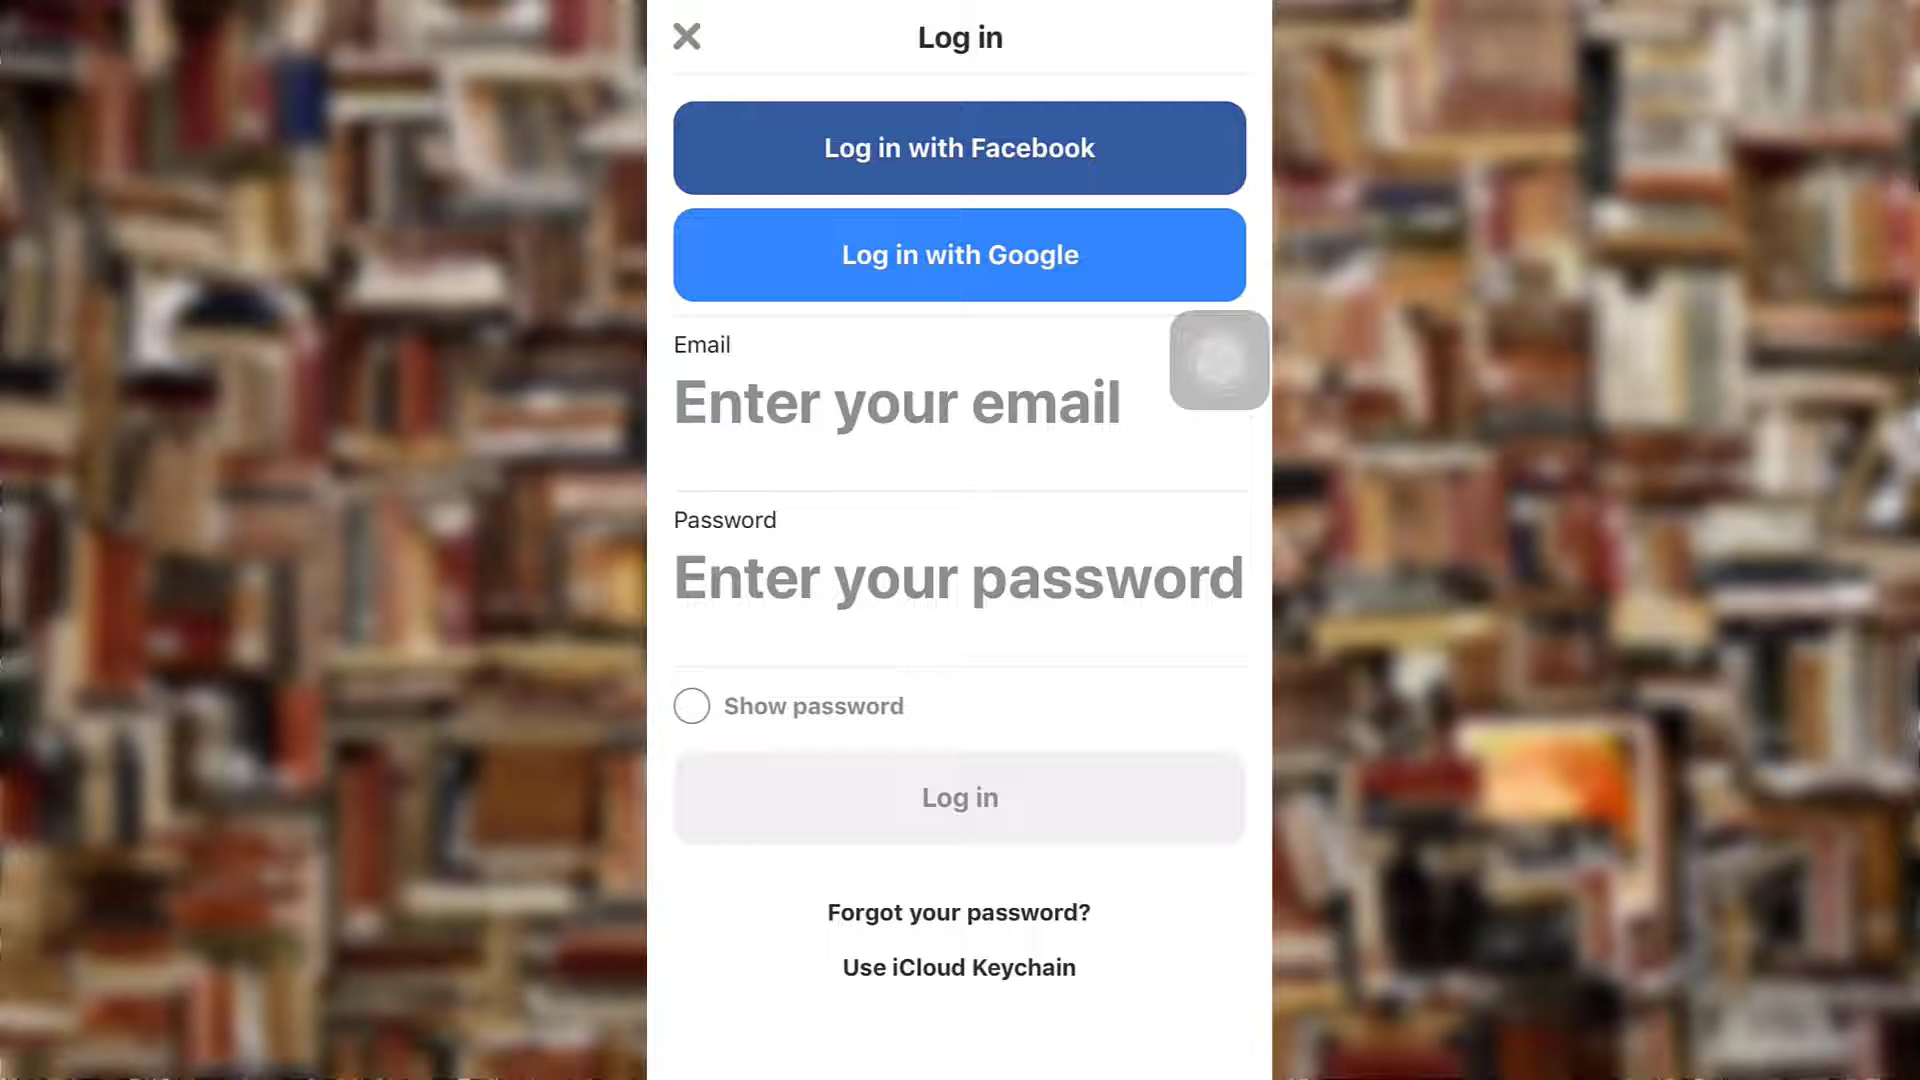 Log in
Log in with Facebook
Log in with Google
Email
Enter your email
Password
Enter your password
Show password
Log in
Forgot your password?
Use iCloud Keychain